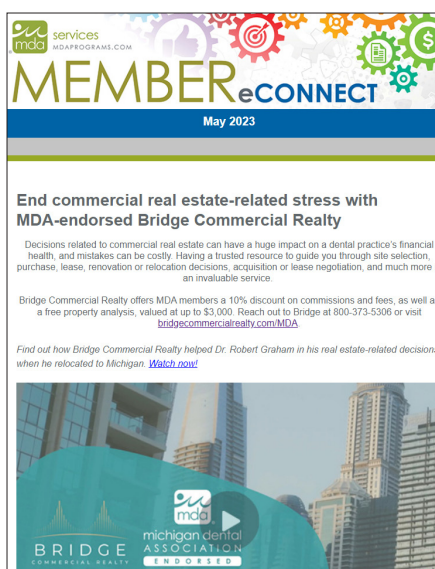 mda
services
MDAPROGRAMS.COM
MEMBEReCONNECT
May 2023
End commercial real estate-related stress with
MDA-endorsed Bridge Commercial Realty
Decisions related to commercial real estate can have a huge impact on a dental practice's financial
health, and mistakes can be costly. Having a trusted resource to guide you through site selection,
purchase, lease, renovation or relocation decisions, acquisition or lease negotiation, and much more
an invaluable service.
Bridge Commercial Realty offers MDA members a 10% discount on commissions and fees, as well a
a free property analysis, valued at up to $3,000. Reach out to Bridge at 800-373-5306 or visit
bridgecommercialrealty.com/MDA.
Find out how Bridge Commercial Realty helped Dr. Robert Graham in his real estate-related decisions
when he relocated to Michigan. Watch now!
mda
michigan dental
ASSOCIATION
ENDORSED
BRIDGE
COMMERCIAL REALTY